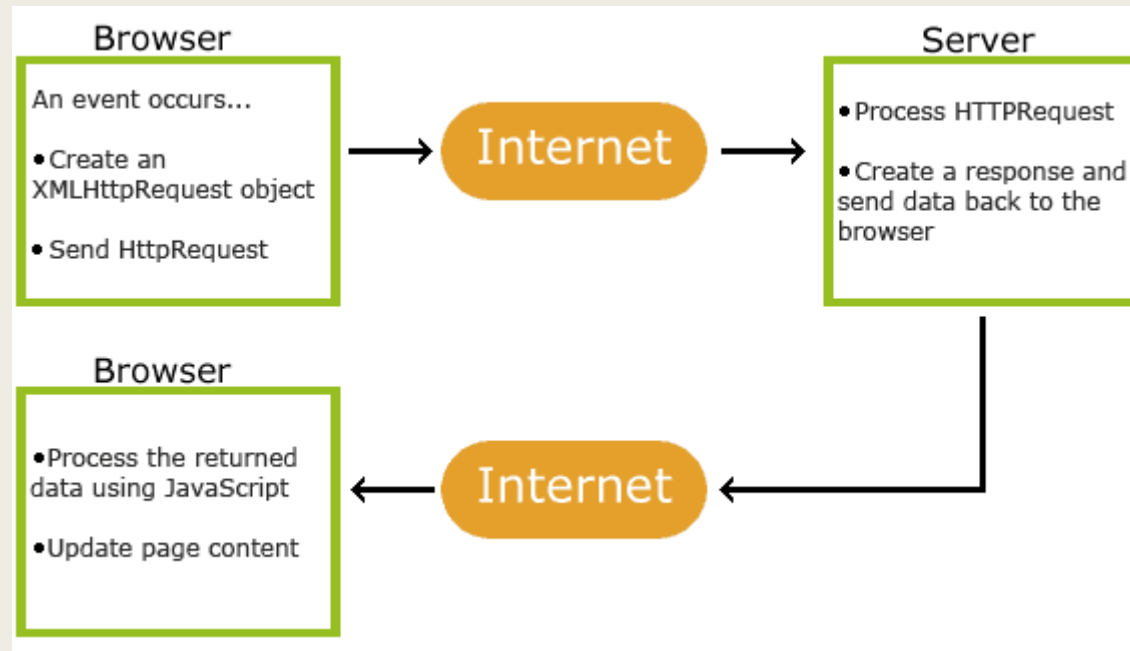 Browser
An event occurs...
•Create an
XMLHttpRequest object
• Send HttpRequest
Internet
Server
•Process HTTPRequest
•Create a response and
send data back to the
browser
Browser
•Process the returned
data using JavaScript
•Update page content
Internet